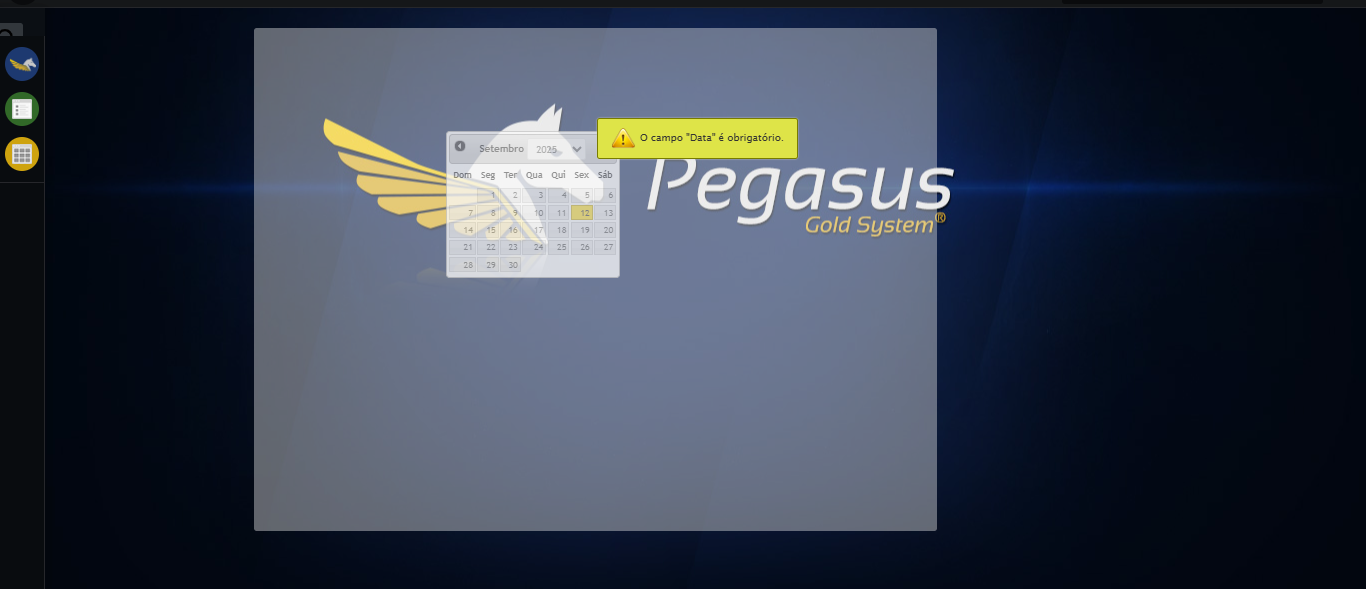 O campo "Data" é obrigatório.
Setembro 2025
Dom Seg Ter Qua Qui Sex Sáb
1 2 3 4 5 6
7 8 9 10 11 12 13
14 15 16 17 18 19 20
21 22 23 24 25 26 27
28 29 30
Pegasus
Gold System®